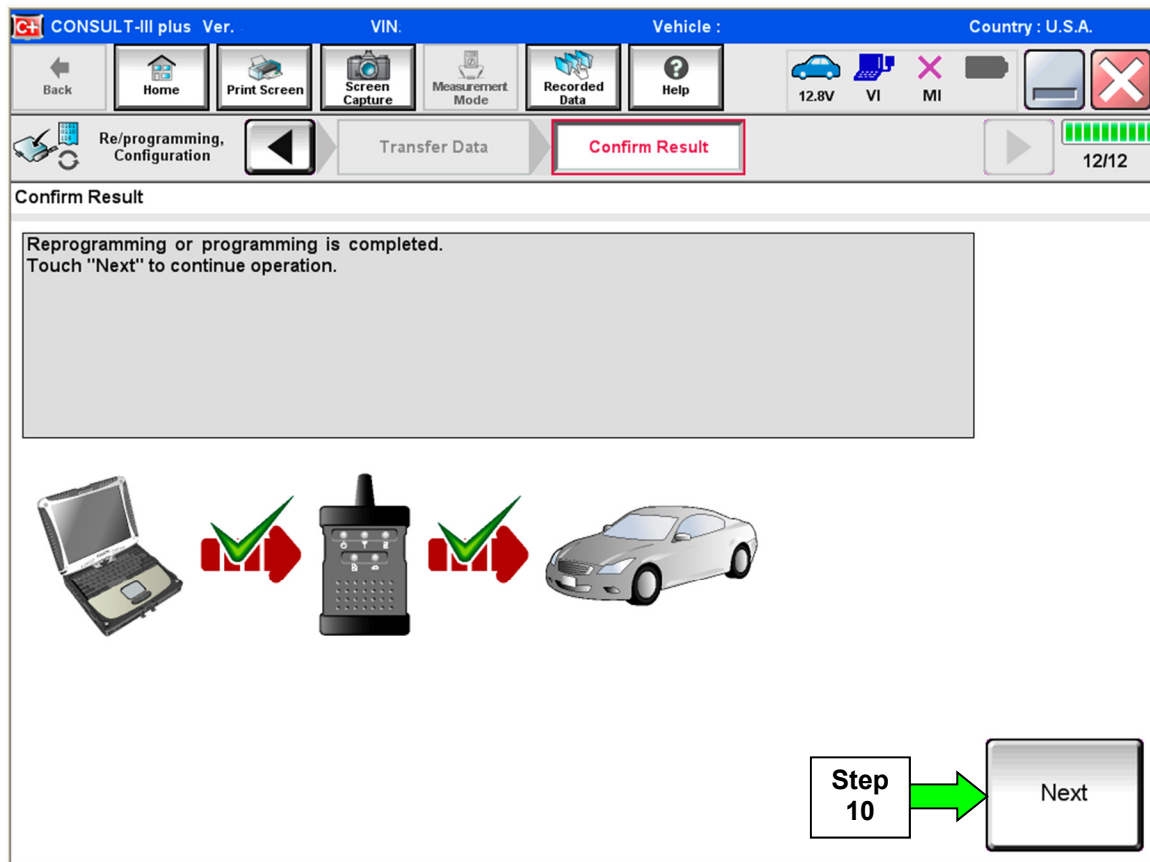 C+ CONSULT-III plus Ver. VIN: Vehicle : Country : U.S.A.
Back
Home
Print Screen
Screen
Capture
Measurement
Mode
Recorded
Data
Help
12.8V
VI
MI
Re/programming,
Configuration
Transfer Data
Confirm Result
12/12
Confirm Result
Reprogramming or programming is completed.
Touch "Next" to continue operation.
Step
10
Next